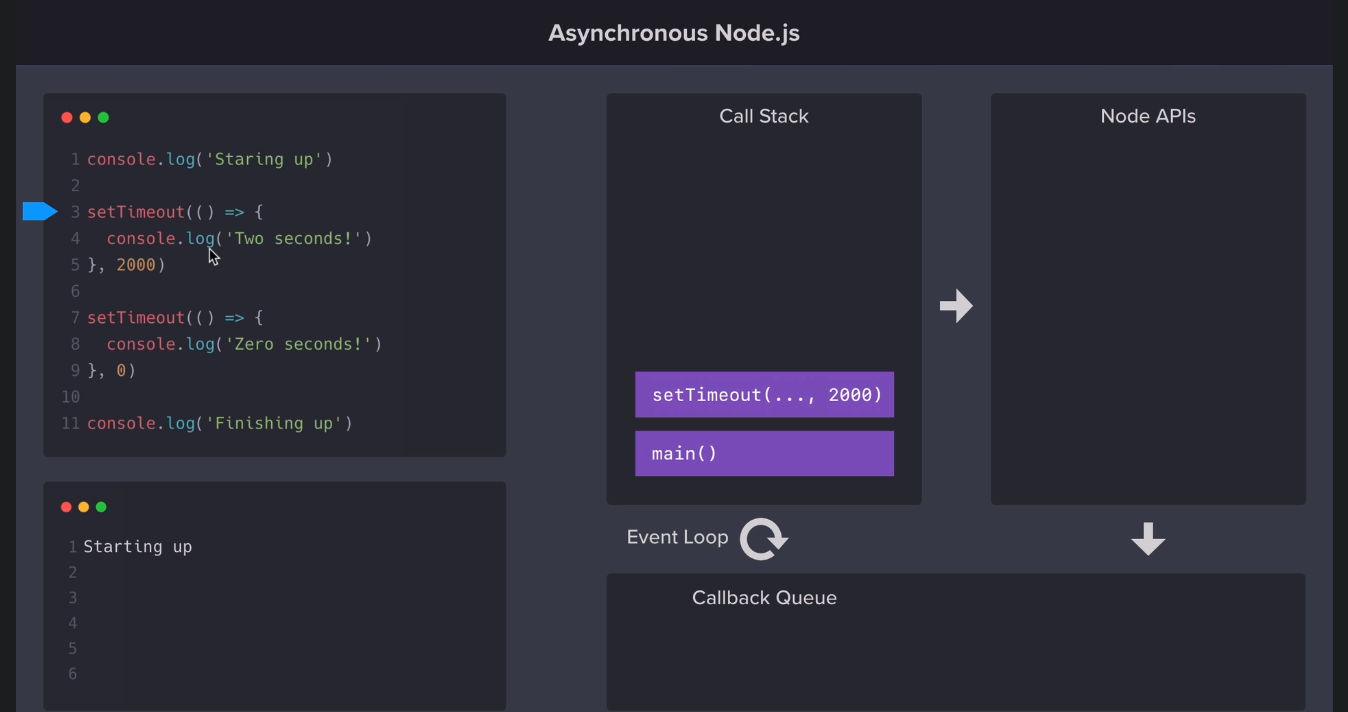 Asynchronous Node.js
1 console.log('Staring up')
2
3 setTimeout(() => {
4   console.log('Two seconds!')
5 }, 2000)
6
7 setTimeout(() => {
8   console.log('Zero seconds!')
9 }, 0)
10
11 console.log('Finishing up')
1 Starting up
2
3
4
5
6
Call Stack
setTimeout(..., 2000)
main()
Node APIs
Event Loop
Callback Queue